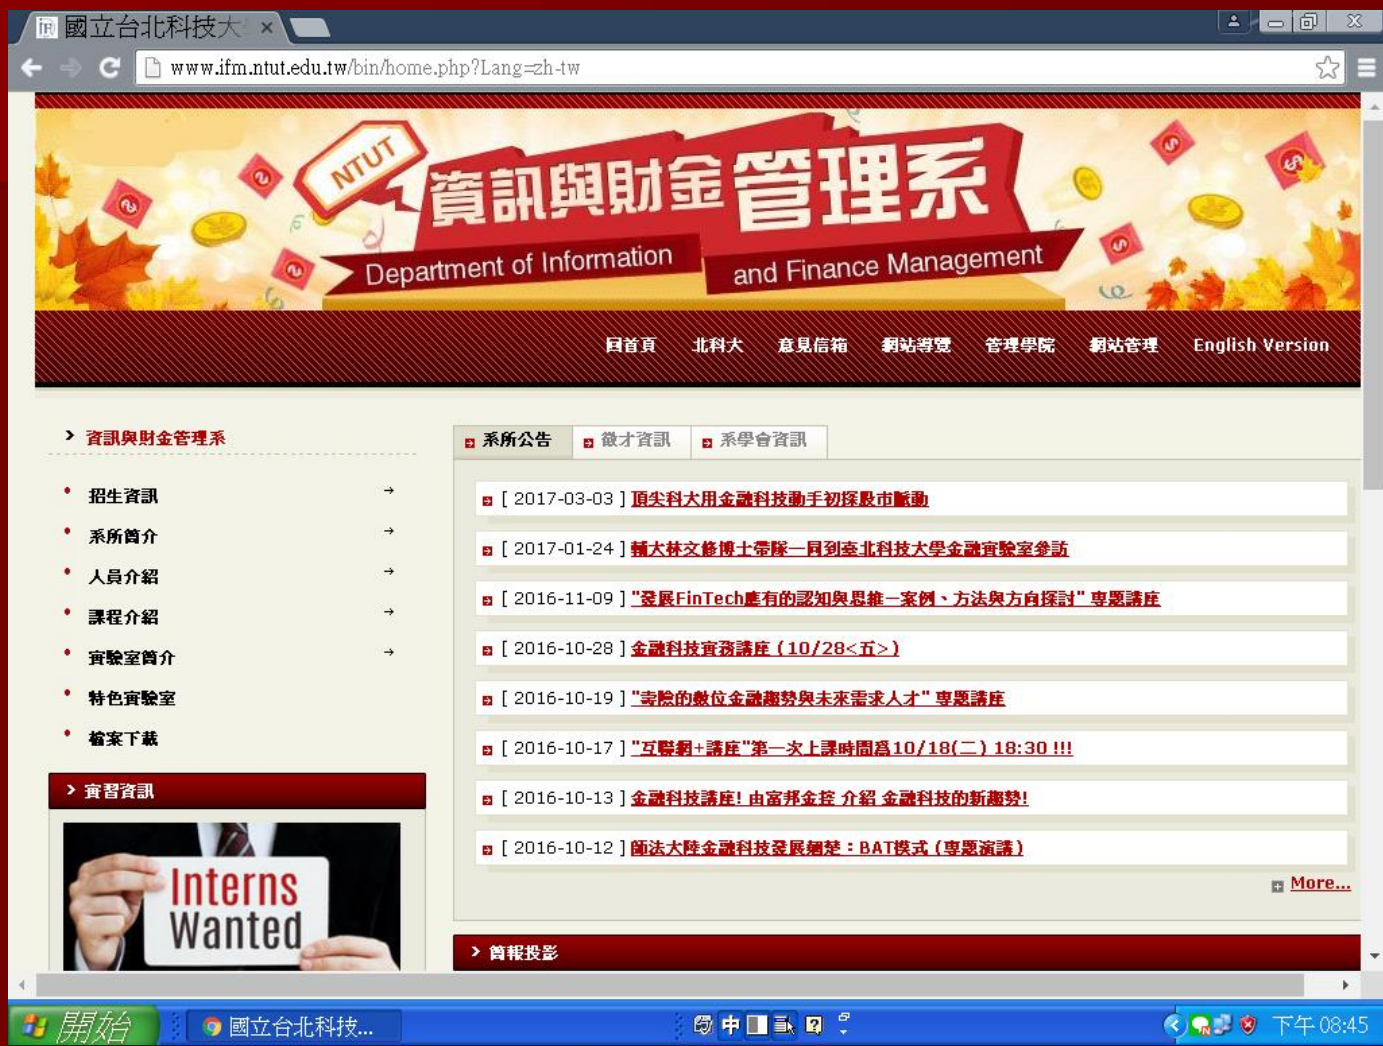 國立台北科技大
www.ifm.ntut.edu.tw/bin/home.php?Lang=zh-tw
NTUT
資訊與財金管理系
Department of Information and Finance Management
回首頁 北科大 意見信箱 網站導覽 管理學院 網站管理 English Version
資訊與財金管理系
招生資訊
系所簡介
人員介紹
課程介紹
實驗室簡介
特色實驗室
檔案下載
實習資訊
Interns
Wanted
系所公告 徵才資訊 系學會資訊
[ 2017-03-03 ] 頂尖科大用金融科技動手初探股市脈動
[ 2017-01-24 ] 輔大林文修博士帶隊一同到臺北科技大學金融實驗室參訪
[ 2016-11-09 ] "發展FinTech應有的認知與思維－案例、方法與方向探討" 專題講座
[ 2016-10-28 ] 金融科技實務講座 (10/28<五>)
[ 2016-10-19 ] "壽險的數位金融趨勢與未來需求人才" 專題講座
[ 2016-10-17 ] "互聯網+講座"第一次上課時間為10/18(二) 18:30 !!!
[ 2016-10-13 ] 金融科技講座! 由富邦金控 介紹 金融科技的新趨勢!
[ 2016-10-12 ] 師法大陸金融科技發展翹楚：BAT模式 (專題演講)
More...
簡報投影
開始
國立台北科技...
中
下午 08:45